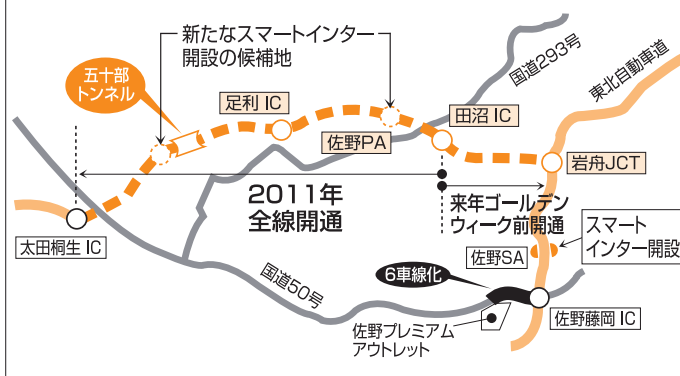 新たなスマートインター
開設の候補地
五十部
トンネル
足利 IC
佐野PA
国道293号
田沼 IC
東北自動車道
岩舟JCT
2011年
全線開通
来年ゴールデン
ウィーク前開通
太田桐生 IC
国道50号
6車線化
佐野SA
スマート
インター開設
佐野プレミアム
アウトレット
佐野藤岡 IC